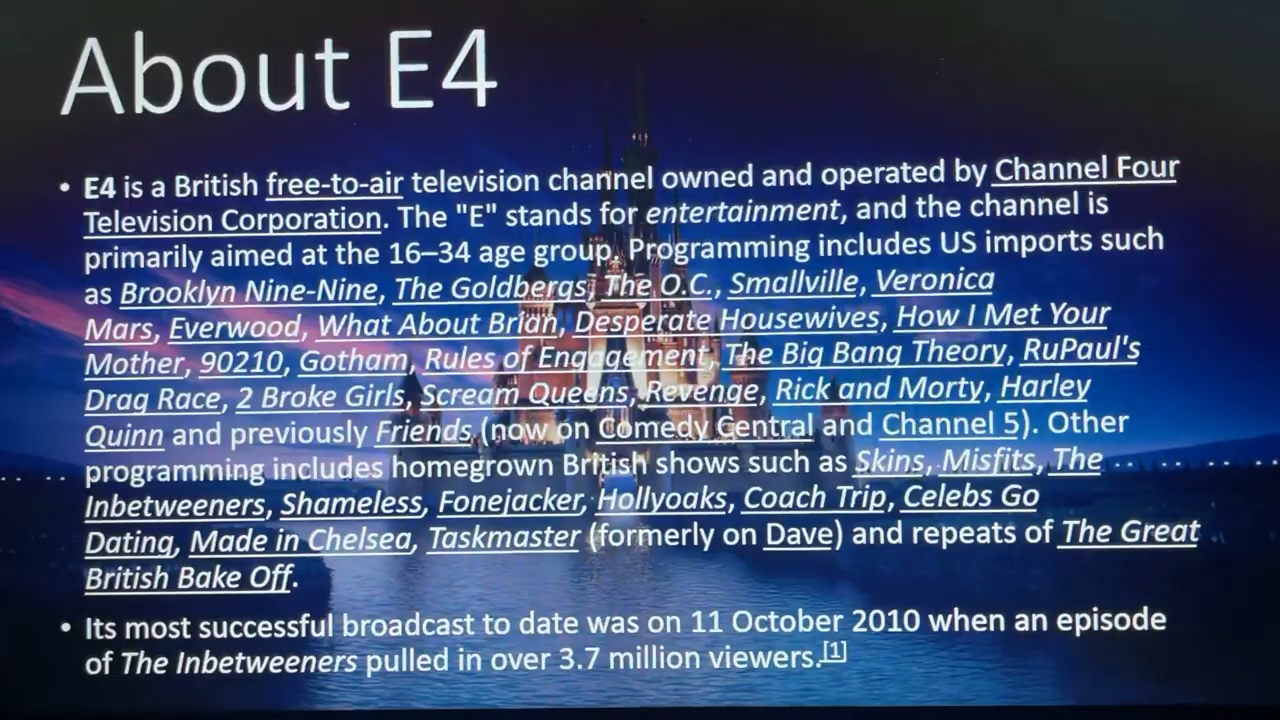 About E4
• E4 is a British free-to-air television channel owned and operated by Channel Four
Television Corporation. The "E" stands for entertainment, and the channel is
primarily aimed at the 16–34 age group. Programming includes US imports such
as Brooklyn Nine-Nine, The Goldbergs, The O.C., Smallville, Veronica
Mars, Everwood, What About Brian, Desperate Housewives, How I Met Your
Mother, 90210, Gotham, Rules of Engagement, The Big Bang Theory, RuPaul's
Drag Race, 2 Broke Girls, Scream Queens, Revenge, Rick and Morty, Harley
Quinn and previously Friends (now on Comedy Central and Channel 5). Other
programming includes homegrown British shows such as Skins, Misfits, The
Inbetweeners, Shameless, Fonejacker, Hollyoaks, Coach Trip, Celebs Go
Dating, Made in Chelsea, Taskmaster (formerly on Dave) and repeats of The Great
British Bake Off.
• Its most successful broadcast to date was on 11 October 2010 when an episode
of The Inbetweeners pulled in over 3.7 million viewers.[1]